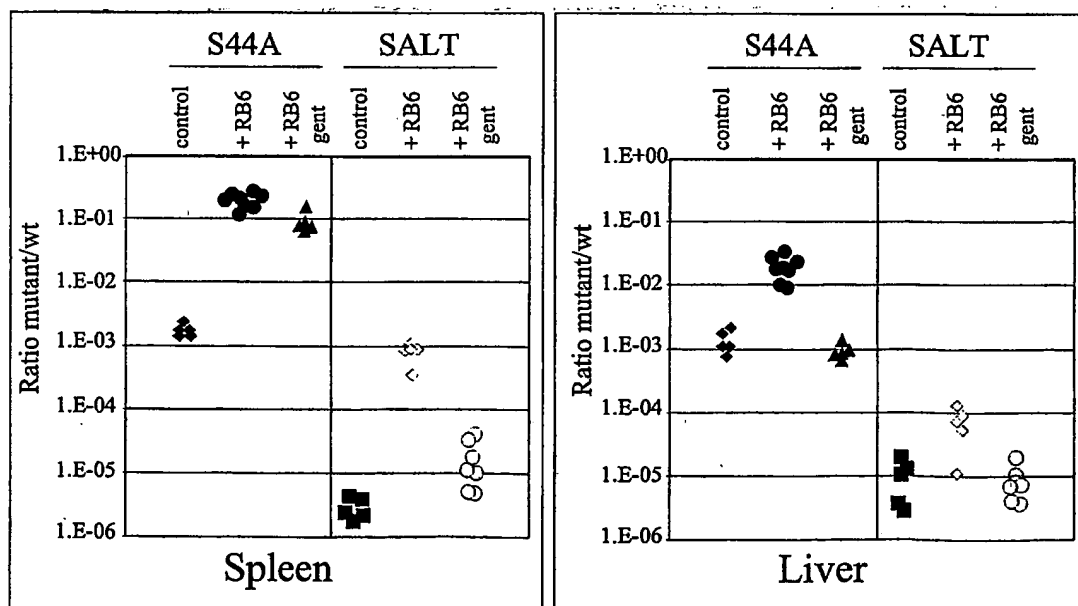 S44A SALT
control + RB6 + RB6 gent control + RB6 + RB6 gent
Ratio mutant/wt
1.E+00
1.E-01
1.E-02
1.E-03
1.E-04
1.E-05
1.E-06
Spleen
S44A SALT
control + RB6 + RB6 gent control + RB6 + RB6 gent
Ratio mutant/wt
1.E+00
1.E-01
1.E-02
1.E-03
1.E-04
1.E-05
1.E-06
Liver